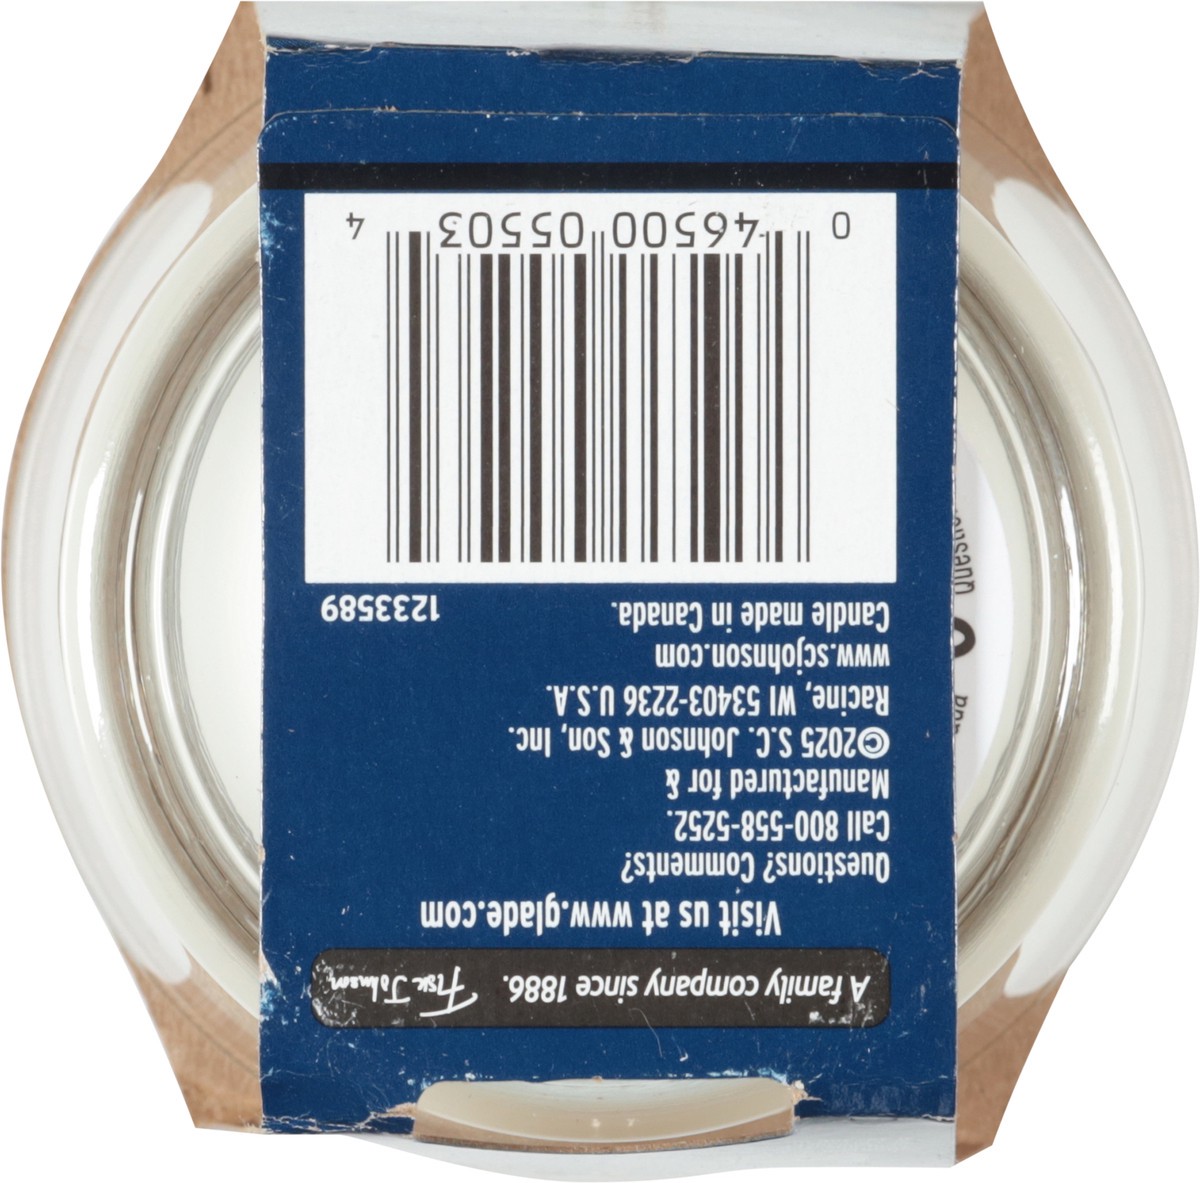 A family company since 1886. Fisk Johnson
Visit us at www.glade.com
Questions? Comments?
Call 800-558-5252.
Manufactured for &
©2025 S.C. Johnson & Son, Inc.
Racine, WI 53403-2236 U.S.A.
www.scjohnson.com
Candle made in Canada. 1233589
0 46500 05503 4